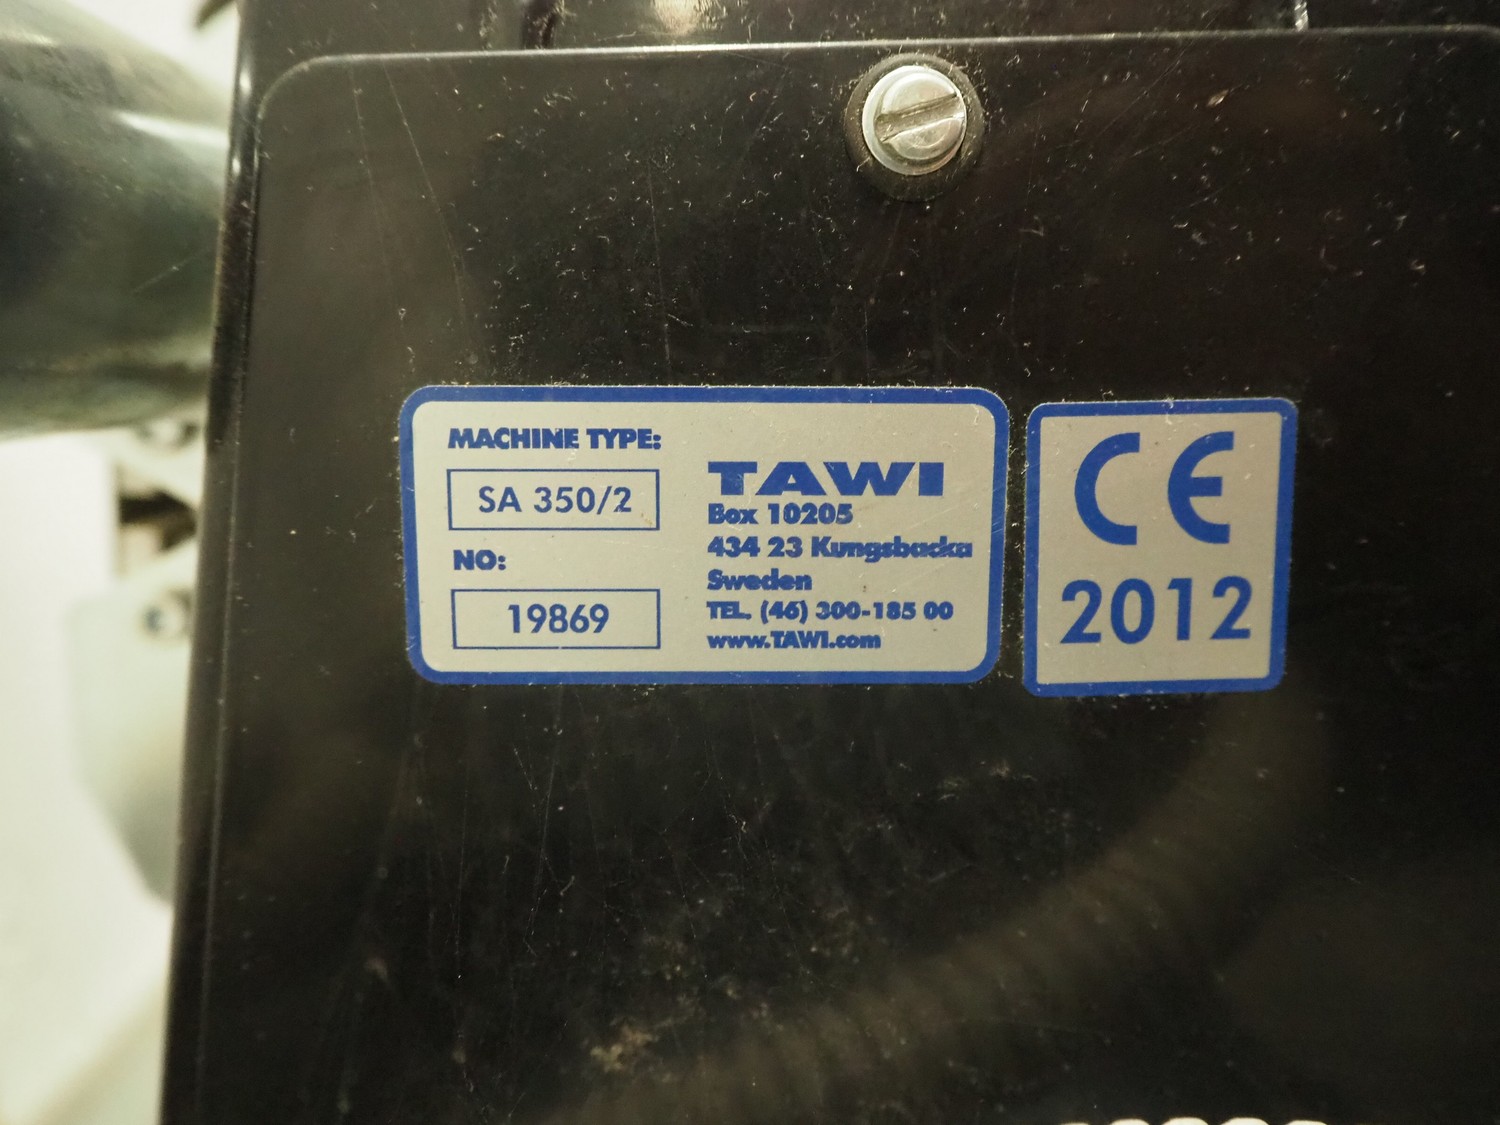 MACHINE TYPE:
SA 350/2
NO:
19869
TAWI
Box 10205
434 23 Kungsbacka
Sweden
TEL. (46) 300-185 00
www.TAWI.com
CE
2012